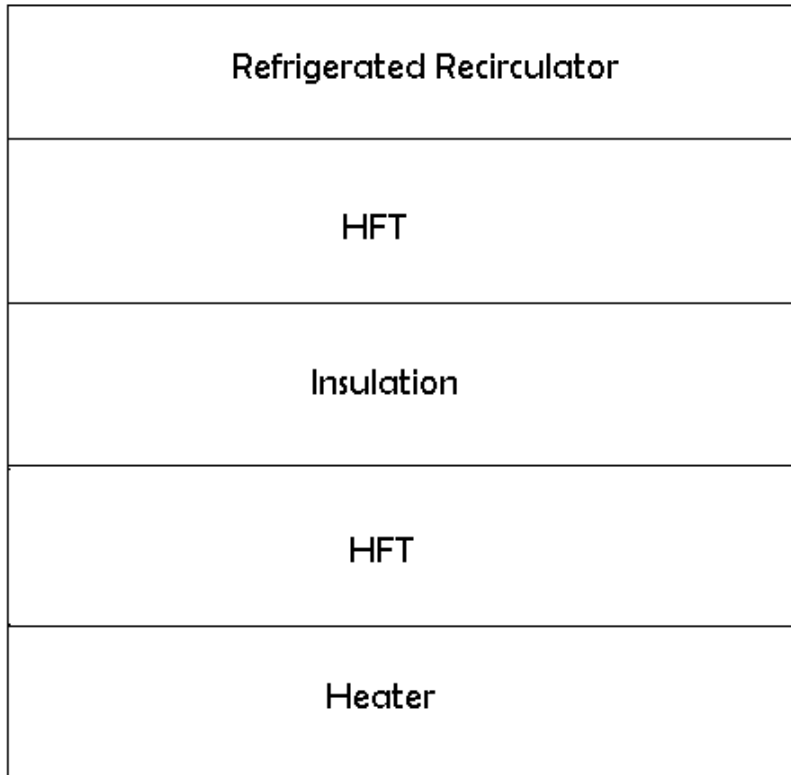 Refrigerated Recirculator
HFT
Insulation
HFT
Heater